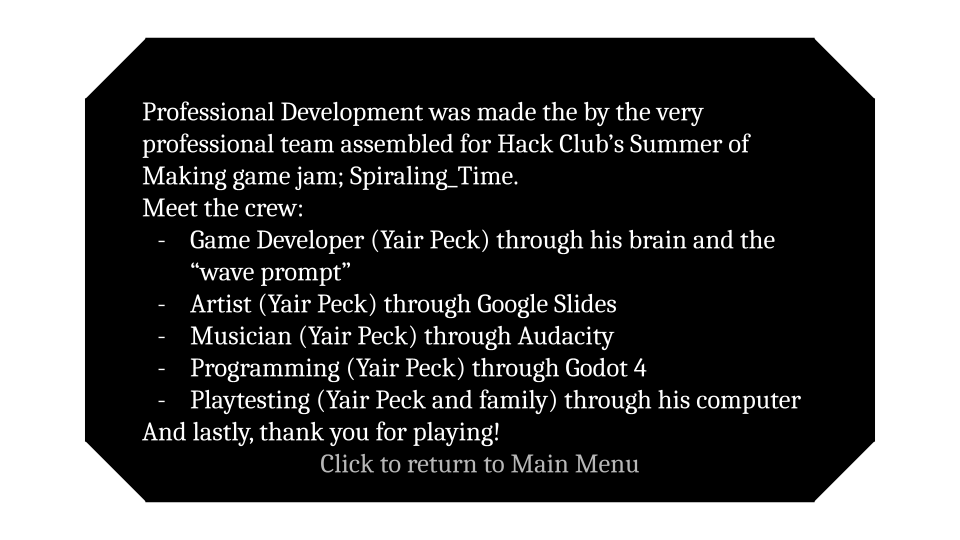 Professional Development was made the by the very
professional team assembled for Hack Club’s Summer of
Making game jam; Spiraling_Time.
Meet the crew:
- Game Developer (Yair Peck) through his brain and the
“wave prompt”
- Artist (Yair Peck) through Google Slides
- Musician (Yair Peck) through Audacity
- Programming (Yair Peck) through Godot 4
- Playtesting (Yair Peck and family) through his computer
And lastly, thank you for playing!
Click to return to Main Menu